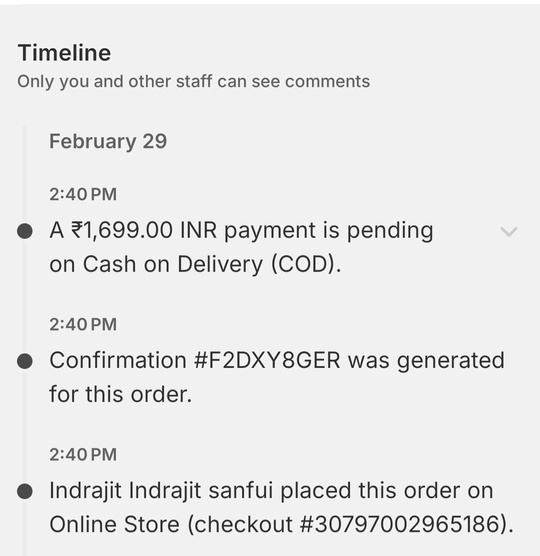 Timeline
Only you and other staff can see comments
February 29
2:40 PM
A ₹1,699.00 INR payment is pending
on Cash on Delivery (COD).
2:40 PM
Confirmation #F2DXY8GER was generated
for this order.
2:40 PM
Indrajit Indrajit sanfui placed this order on
Online Store (checkout #30797002965186).